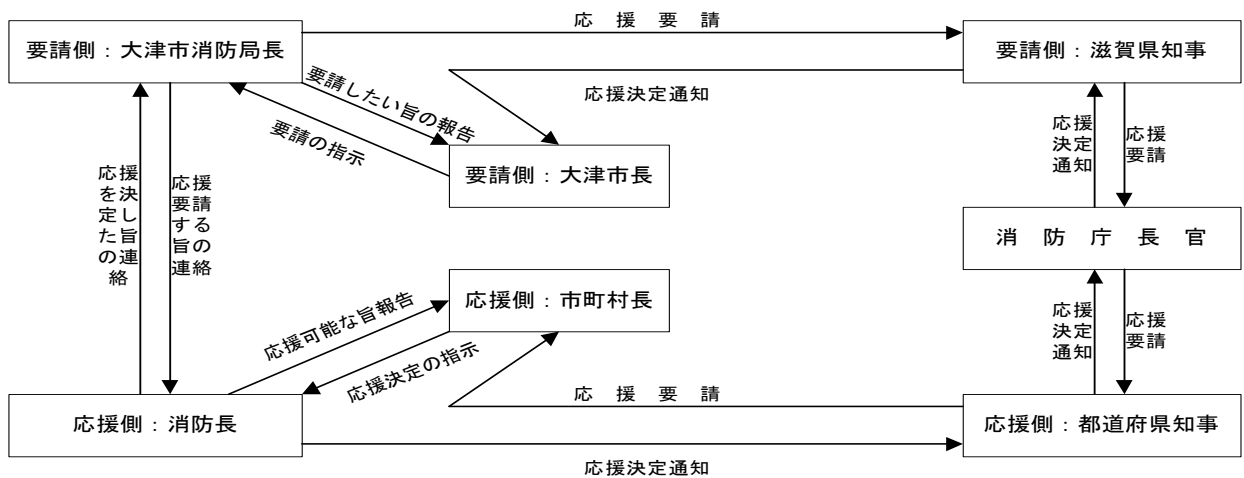 応援要請
要請側：大津市消防局長
要請側：滋賀県知事
要請したい旨の報告
要請の指示
応援決定通知
要請側：大津市長
応援
決定
通知
応援
要請
応援
を決
定し
た旨
の連
絡
応援
要請
する
旨の
連絡
消防庁長官
応援側：市町村長
応援可能な旨報告
応援決定の指示
応援
決定
通知
応援
要請
応援要請
応援側：消防長
応援側：都道府県知事
応援決定通知